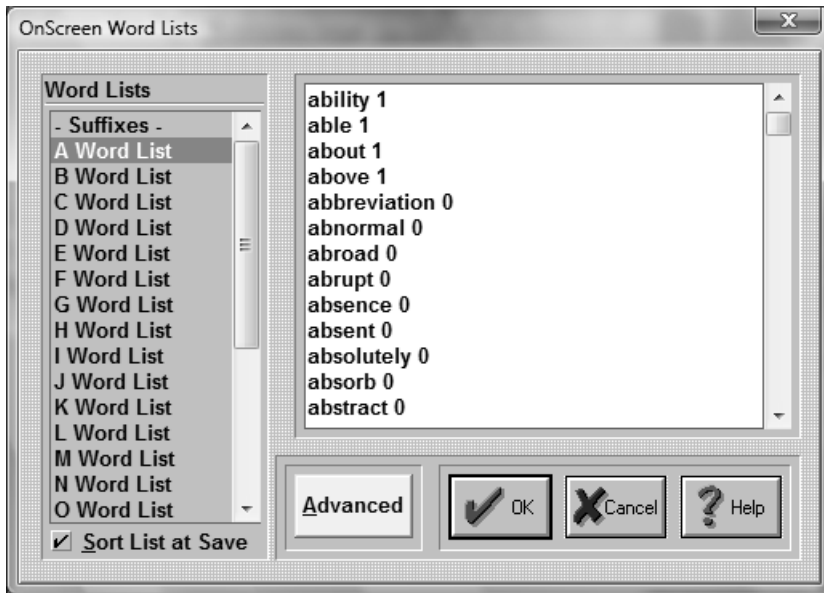 OnScreen Word Lists
Word Lists
- Suffixes -
A Word List
B Word List
C Word List
D Word List
E Word List
F Word List
G Word List
H Word List
I Word List
J Word List
K Word List
L Word List
M Word List
N Word List
O Word List
Sort List at Save
ability 1
able 1
about 1
above 1
abbreviation 0
abnormal 0
abroad 0
abrupt 0
absence 0
absent 0
absolutely 0
absorb 0
abstract 0
Advanced
OK
Cancel
Help